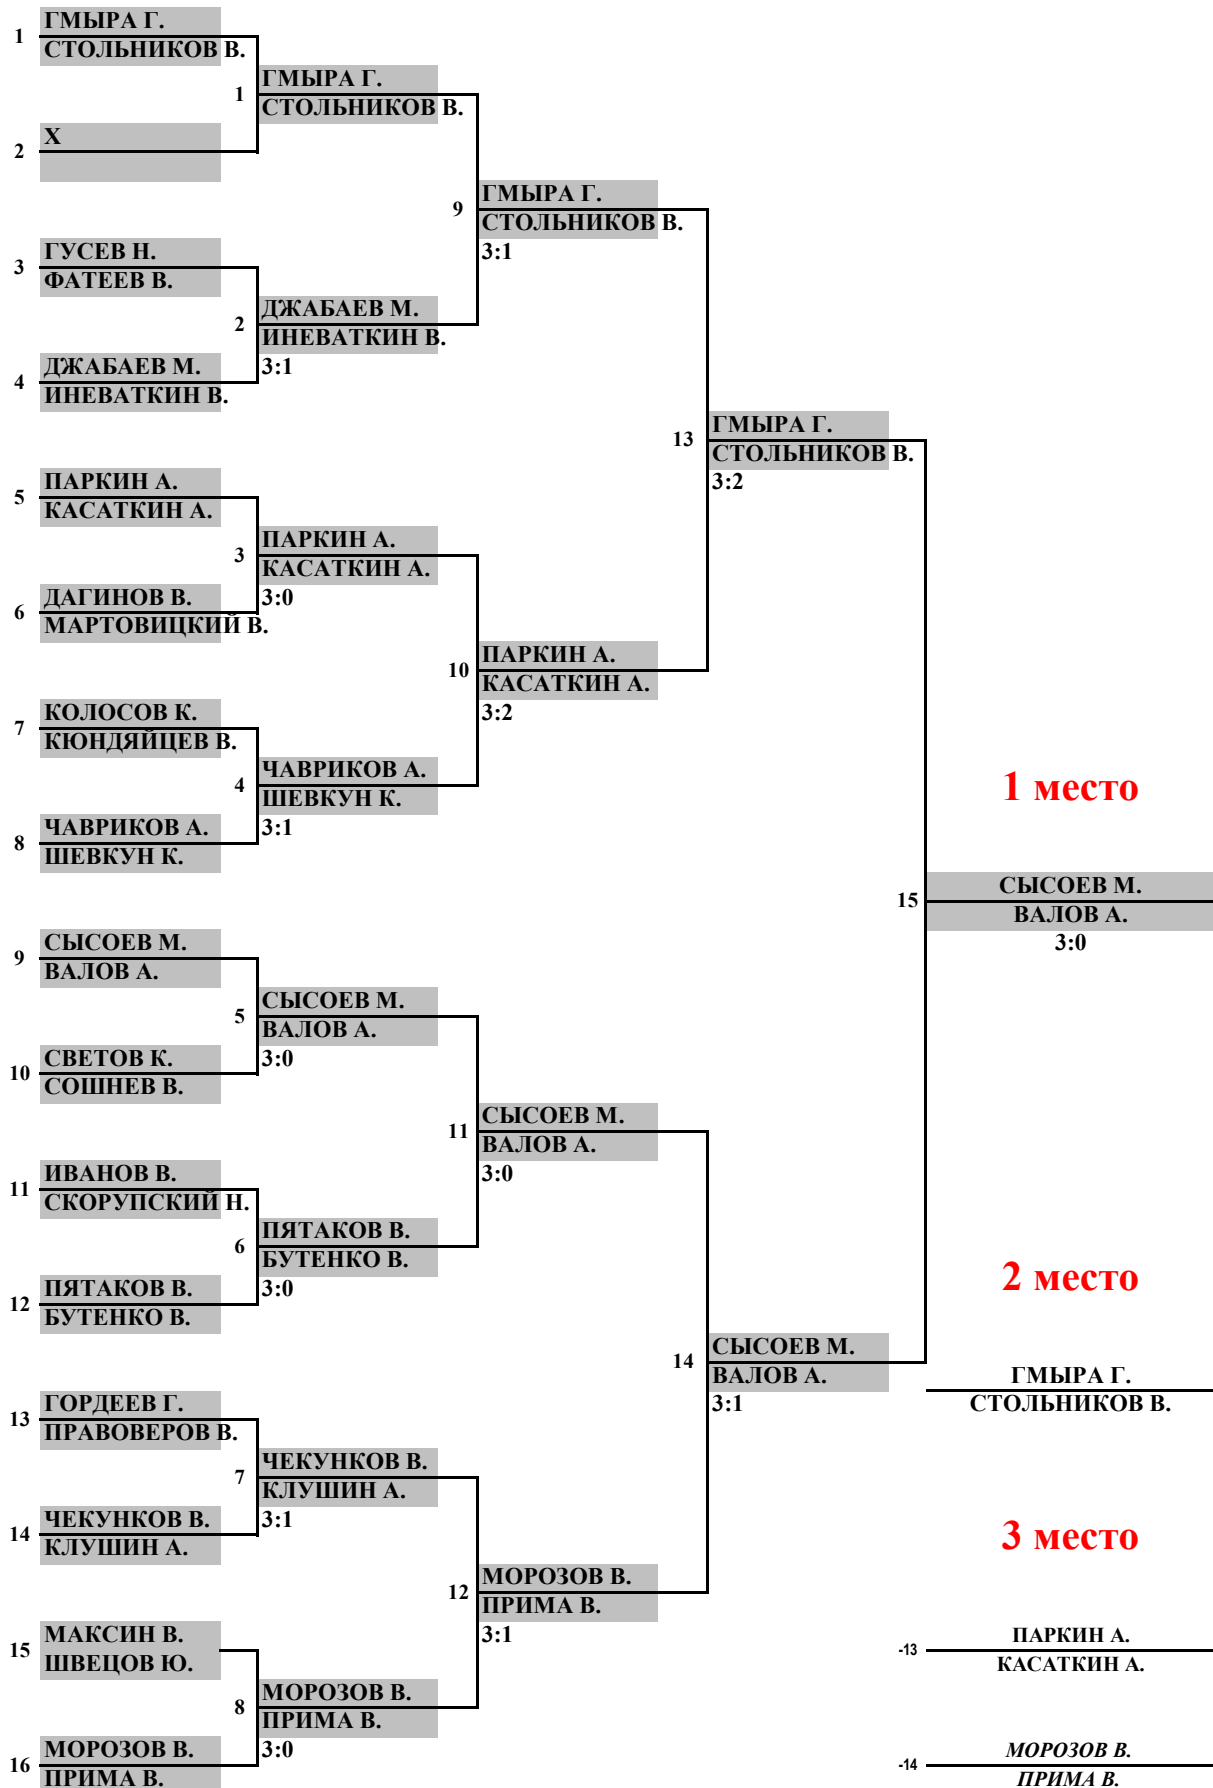 1
ГМЫРА Г.
СТОЛЬНИКОВ В.
1
ГМЫРА Г.
СТОЛЬНИКОВ В.
2
Х
9
ГМЫРА Г.
СТОЛЬНИКОВ В.
3:1
3
ГУСЕВ Н.
ФАТЕЕВ В.
2
ДЖАБАЕВ М.
ИНЕВАТКИН В.
3:1
4
ДЖАБАЕВ М.
ИНЕВАТКИН В.
13
ГМЫРА Г.
СТОЛЬНИКОВ В.
3:2
5
ПАРКИН А.
КАСАТКИН А.
3
ПАРКИН А.
КАСАТКИН А.
3:0
6
ДАГИНОВ В.
МАРТОВИЦКИЙ В.
10
ПАРКИН А.
КАСАТКИН А.
3:2
7
КОЛОСОВ К.
КЮНДЯЙЦЕВ В.
4
ЧАВРИКОВ А.
ШЕВКУН К.
3:1
8
ЧАВРИКОВ А.
ШЕВКУН К.
1 место
15
СЫСОЕВ М.
ВАЛОВ А.
3:0
9
СЫСОЕВ М.
ВАЛОВ А.
5
СЫСОЕВ М.
ВАЛОВ А.
3:0
10
СВЕТОВ К.
СОШНЕВ В.
11
СЫСОЕВ М.
ВАЛОВ А.
3:0
11
ИВАНОВ В.
СКОРУПСКИЙ Н.
6
ПЯТАКОВ В.
БУТЕНКО В.
3:0
12
ПЯТАКОВ В.
БУТЕНКО В.
2 место
14
СЫСОЕВ М.
ВАЛОВ А.
3:1
ГМЫРА Г.
СТОЛЬНИКОВ В.
13
ГОРДЕЕВ Г.
ПРАВОВЕРОВ В.
7
ЧЕКУНКОВ В.
КЛУШИН А.
3:1
14
ЧЕКУНКОВ В.
КЛУШИН А.
3 место
12
МОРОЗОВ В.
ПРИМА В.
3:1
15
МАКСИН В.
ШВЕЦОВ Ю.
-13
ПАРКИН А.
КАСАТКИН А.
8
МОРОЗОВ В.
ПРИМА В.
3:0
16
МОРОЗОВ В.
ПРИМА В.
-14
МОРОЗОВ В.
ПРИМА В.